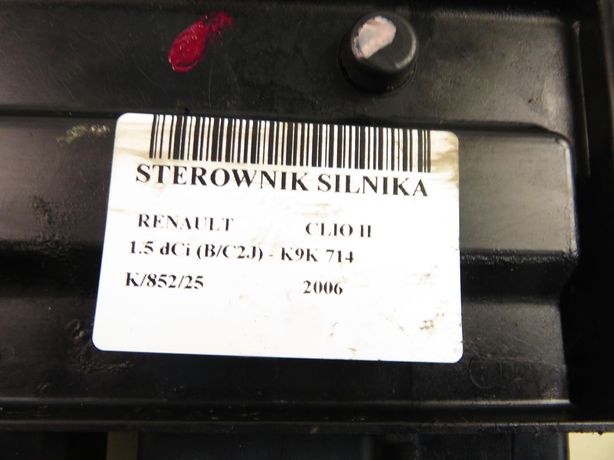 STEROWNIK SILNIKA
RENAULT CLIO II
1.5 dCi (B/C2J) - K9K 714
K/852/25 2006